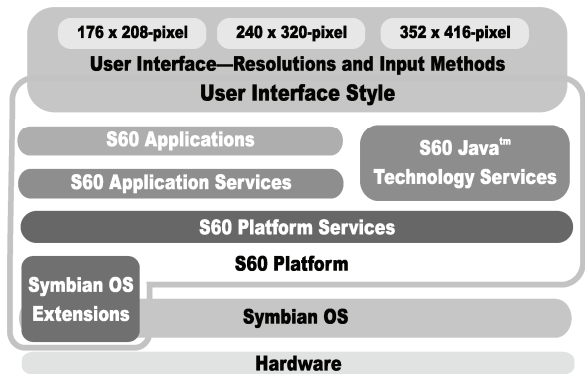 176 x 208-pixel 240 x 320-pixel 352 x 416-pixel
User Interface—Resolutions and Input Methods
User Interface Style
S60 Applications
S60 Application Services
S60 Java™
Technology Services
S60 Platform Services
S60 Platform
Symbian OS
Extensions
Symbian OS
Hardware